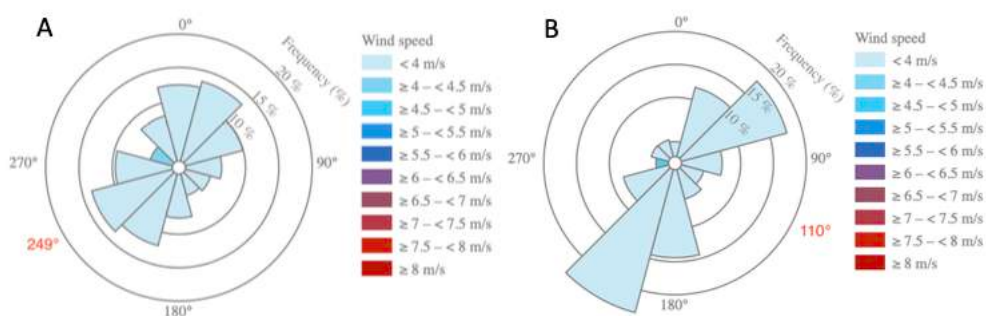 A
0°
Frequency (%)
20 %
15 %
10 %
270°
90°
249°
180°
Wind speed
< 4 m/s
≥ 4 – < 4.5 m/s
≥ 4.5 – < 5 m/s
≥ 5 – < 5.5 m/s
≥ 5.5 – < 6 m/s
≥ 6 – < 6.5 m/s
≥ 6.5 – < 7 m/s
≥ 7 – < 7.5 m/s
≥ 7.5 – < 8 m/s
≥ 8 m/s
B
0°
Frequency (%)
20 %
15 %
10 %
270°
90°
110°
180°
Wind speed
< 4 m/s
≥ 4 – < 4.5 m/s
≥ 4.5 – < 5 m/s
≥ 5 – < 5.5 m/s
≥ 5.5 – < 6 m/s
≥ 6 – < 6.5 m/s
≥ 6.5 – < 7 m/s
≥ 7 – < 7.5 m/s
≥ 7.5 – < 8 m/s
≥ 8 m/s